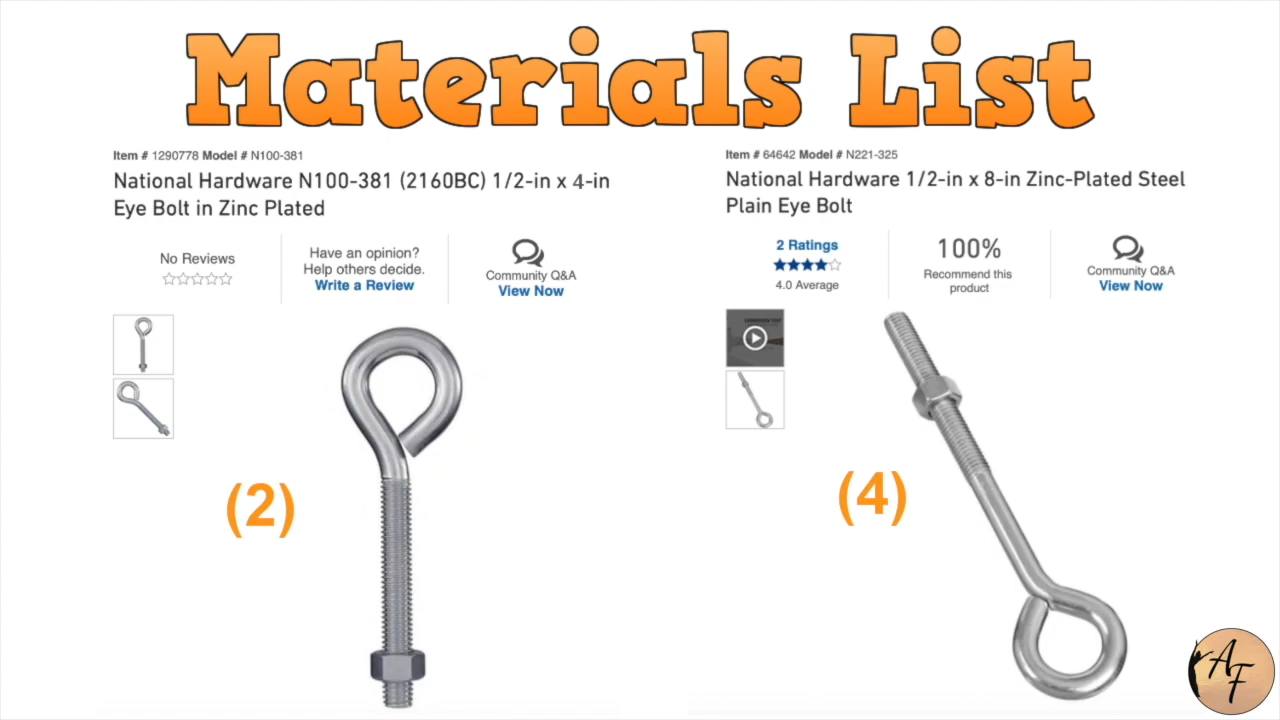 Materials List
Item # 1290778 Model # N100-381
National Hardware N100-381 (2160BC) 1/2-in x 4-in
Eye Bolt in Zinc Plated
No Reviews
Have an opinion?
Help others decide.
Write a Review
Community Q&A
View Now
(2)
Item # 64642 Model # N221-325
National Hardware 1/2-in x 8-in Zinc-Plated Steel
Plain Eye Bolt
2 Ratings
4.0 Average
100%
Recommend this
product
Community Q&A
View Now
(4)
AF